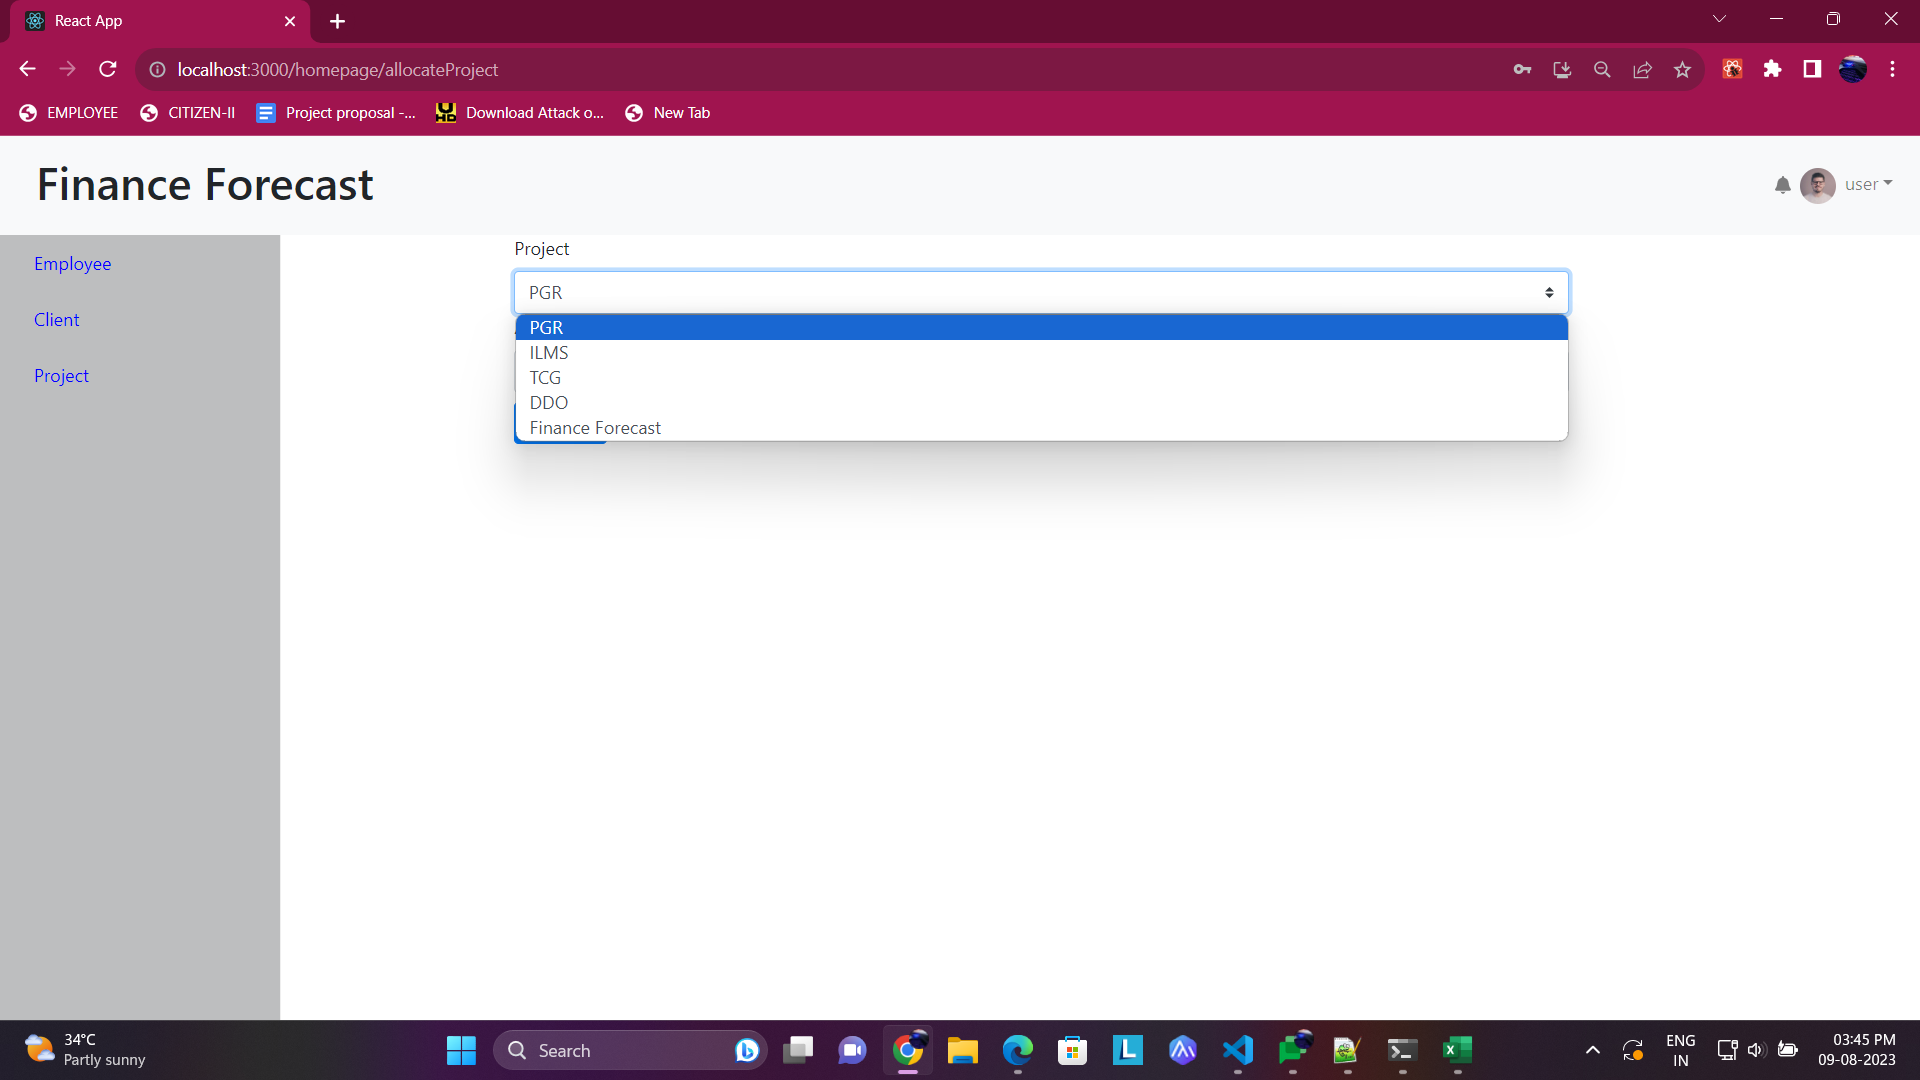 React App
localhost:3000/homepage/allocateProject
EMPLOYEE
CITIZEN-II
Project proposal -...
Download Attack o...
New Tab
Finance Forecast
user
Employee
Client
Project
Project
PGR
PGR
ILMS
TCG
DDO
Finance Forecast
34°C
Partly sunny
Search
ENG
IN
03:45 PM
09-08-2023